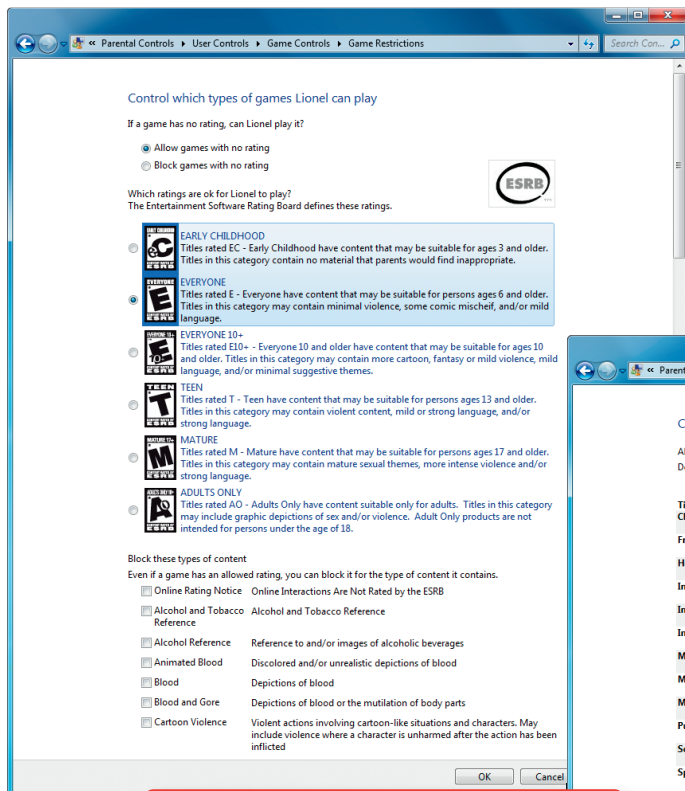 « Parental Controls ▸ User Controls ▸ Game Controls ▸ Game Restrictions
Search Con...
Control which types of games Lionel can play
If a game has no rating, can Lionel play it?
Allow games with no rating
Block games with no rating
ESRB
Which ratings are ok for Lionel to play?
The Entertainment Software Rating Board defines these ratings.
EARLY CHILDHOOD
Titles rated EC - Early Childhood have content that may be suitable for ages 3 and older.
Titles in this category contain no material that parents would find inappropriate.
EVERYONE
Titles rated E - Everyone have content that may be suitable for persons ages 6 and older.
Titles in this category may contain minimal violence, some comic mischeif, and/or mild
language.
EVERYONE 10+
Titles rated E10+ - Everyone 10 and older have content that may be suitable for ages 10
and older. Titles in this category may contain more cartoon, fantasy or mild violence, mild
language, and/or minimal suggestive themes.
TEEN
Titles rated T - Teen have content that may be suitable for persons ages 13 and older.
Titles in this category may contain violent content, mild or strong language, and/or
strong language.
MATURE
Titles rated M - Mature have content that may be suitable for persons ages 17 and older.
Titles in this category may contain mature sexual themes, more intense violence and/or
strong language.
ADULTS ONLY
Titles rated AO - Adults Only have content suitable only for adults. Titles in this category
may include graphic depictions of sex and/or violence. Adult Only products are not
intended for persons under the age of 18.
Block these types of content
Even if a game has an allowed rating, you can block it for the type of content it contains.
Online Rating Notice Online Interactions Are Not Rated by the ESRB
Alcohol and Tobacco Reference Alcohol and Tobacco Reference
Alcohol Reference Reference to and/or images of alcoholic beverages
Animated Blood Discolored and/or unrealistic depictions of blood
Blood Depictions of blood
Blood and Gore Depictions of blood or the mutilation of body parts
Cartoon Violence Violent actions involving cartoon-like situations and characters. May
include violence where a character is unharmed after the action has been
inflicted
OK Cancel
« Parent